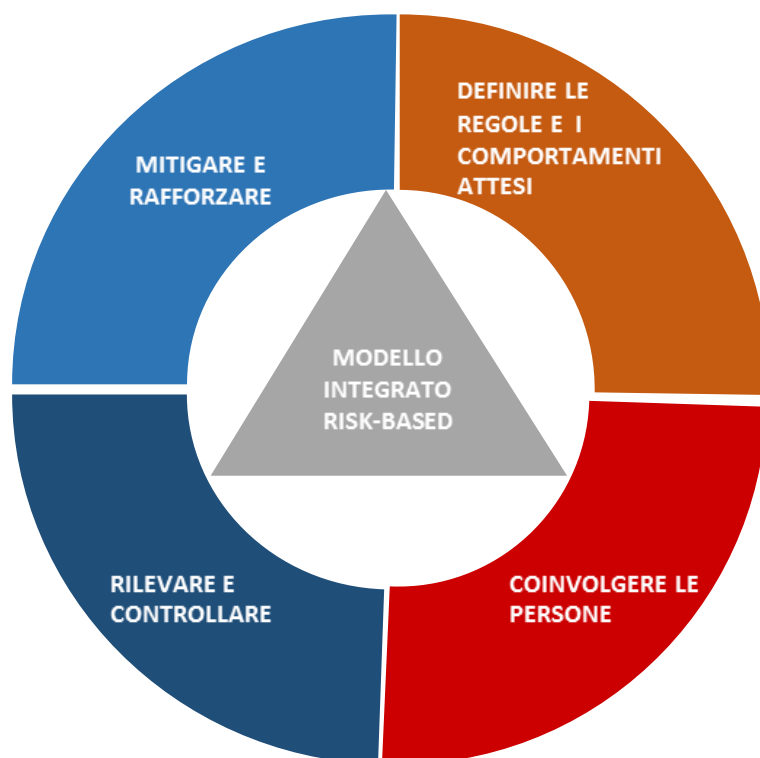 MITIGARE E
RAFFORZARE
DEFINIRE LE
REGOLE E I
COMPORTAMENTI
ATTESI
MODELLO
INTEGRATO
RISK-BASED
RILEVARE E
CONTROLLARE
COINVOLGERE LE
PERSONE